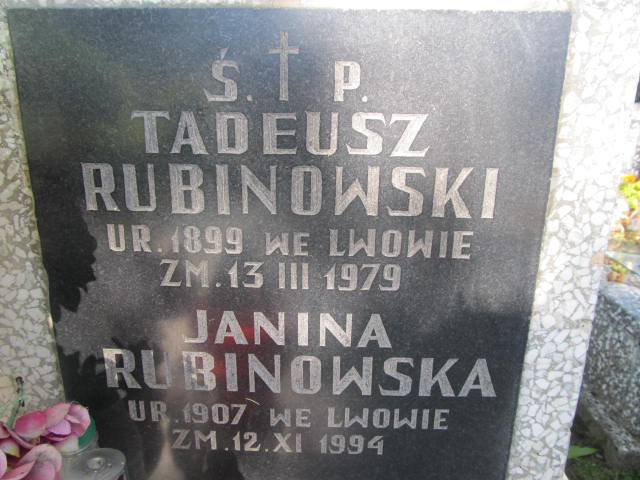 Ś. P.
TADEUSZ
RUBINOWSKI
UR. 1899 WE LWOWIE
ZM. 13 III 1979
JANINA
RUBINOWSKA
UR. 1907 WE LWOWIE
ZM. 12. XI 1994